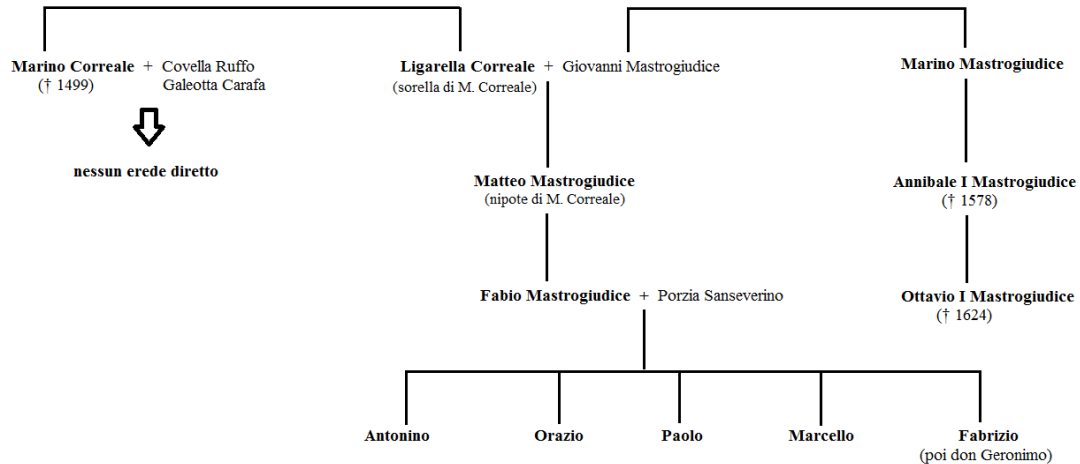 Marino Correale + Covella Ruffo
(† 1499) Galeotta Carafa
nessun erede diretto
Ligarella Correale + Giovanni Mastrogiudice
(sorella di M. Correale)
Marino Mastrogiudice
Matteo Mastrogiudice
(nipote di M. Correale)
Annibale I Mastrogiudice
(† 1578)
Fabio Mastrogiudice + Porzia Sanseverino
Ottavio I Mastrogiudice
(† 1624)
Antonino
Orazio
Paolo
Marcello
Fabrizio
(poi don Geronimo)